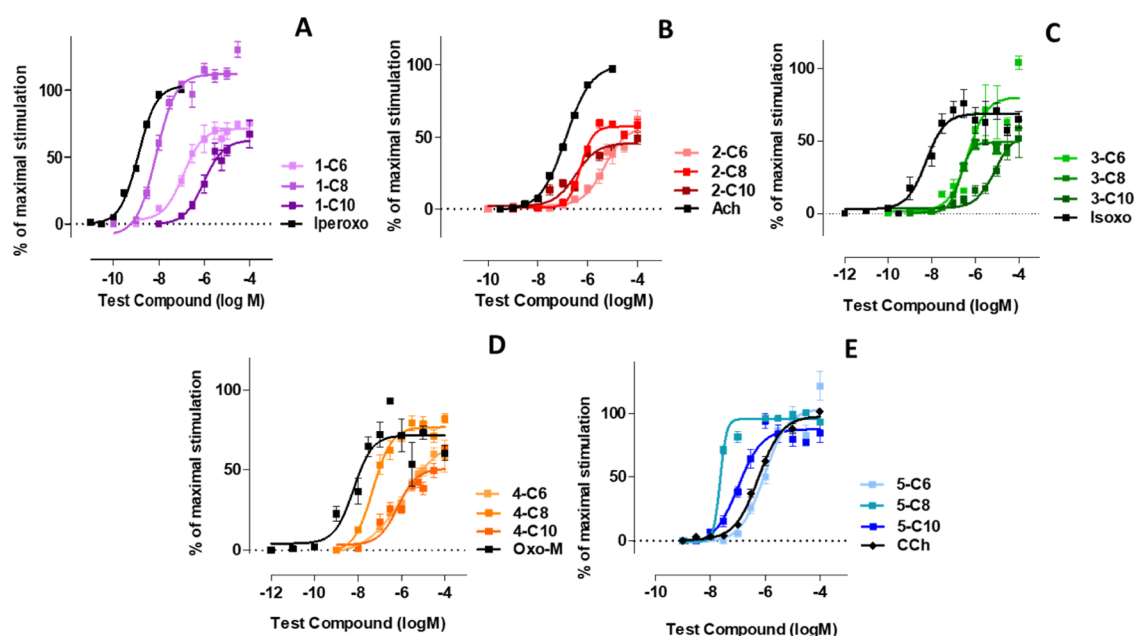 A
% of maximal stimulation
100
50
0
-10
-8
-6
-4
Test Compound (log M)
1-C6
1-C8
1-C10
Iperoxo
B
% of maximal stimulation
100
50
0
-10
-8
-6
-4
Test Compound (logM)
2-C6
2-C8
2-C10
Ach
C
% of maximal stimulation
100
50
0
-12
-10
-8
-6
-4
Test Compound (logM)
3-C6
3-C8
3-C10
Isoxo
D
% of maximal stimulation
100
50
0
-12
-10
-8
-6
-4
Test Compound (logM)
4-C6
4-C8
4-C10
Oxo-M
E
% of maximal stimulation
100
50
0
-10
-8
-6
-4
Test Compound (logM)
5-C6
5-C8
5-C10
CCh